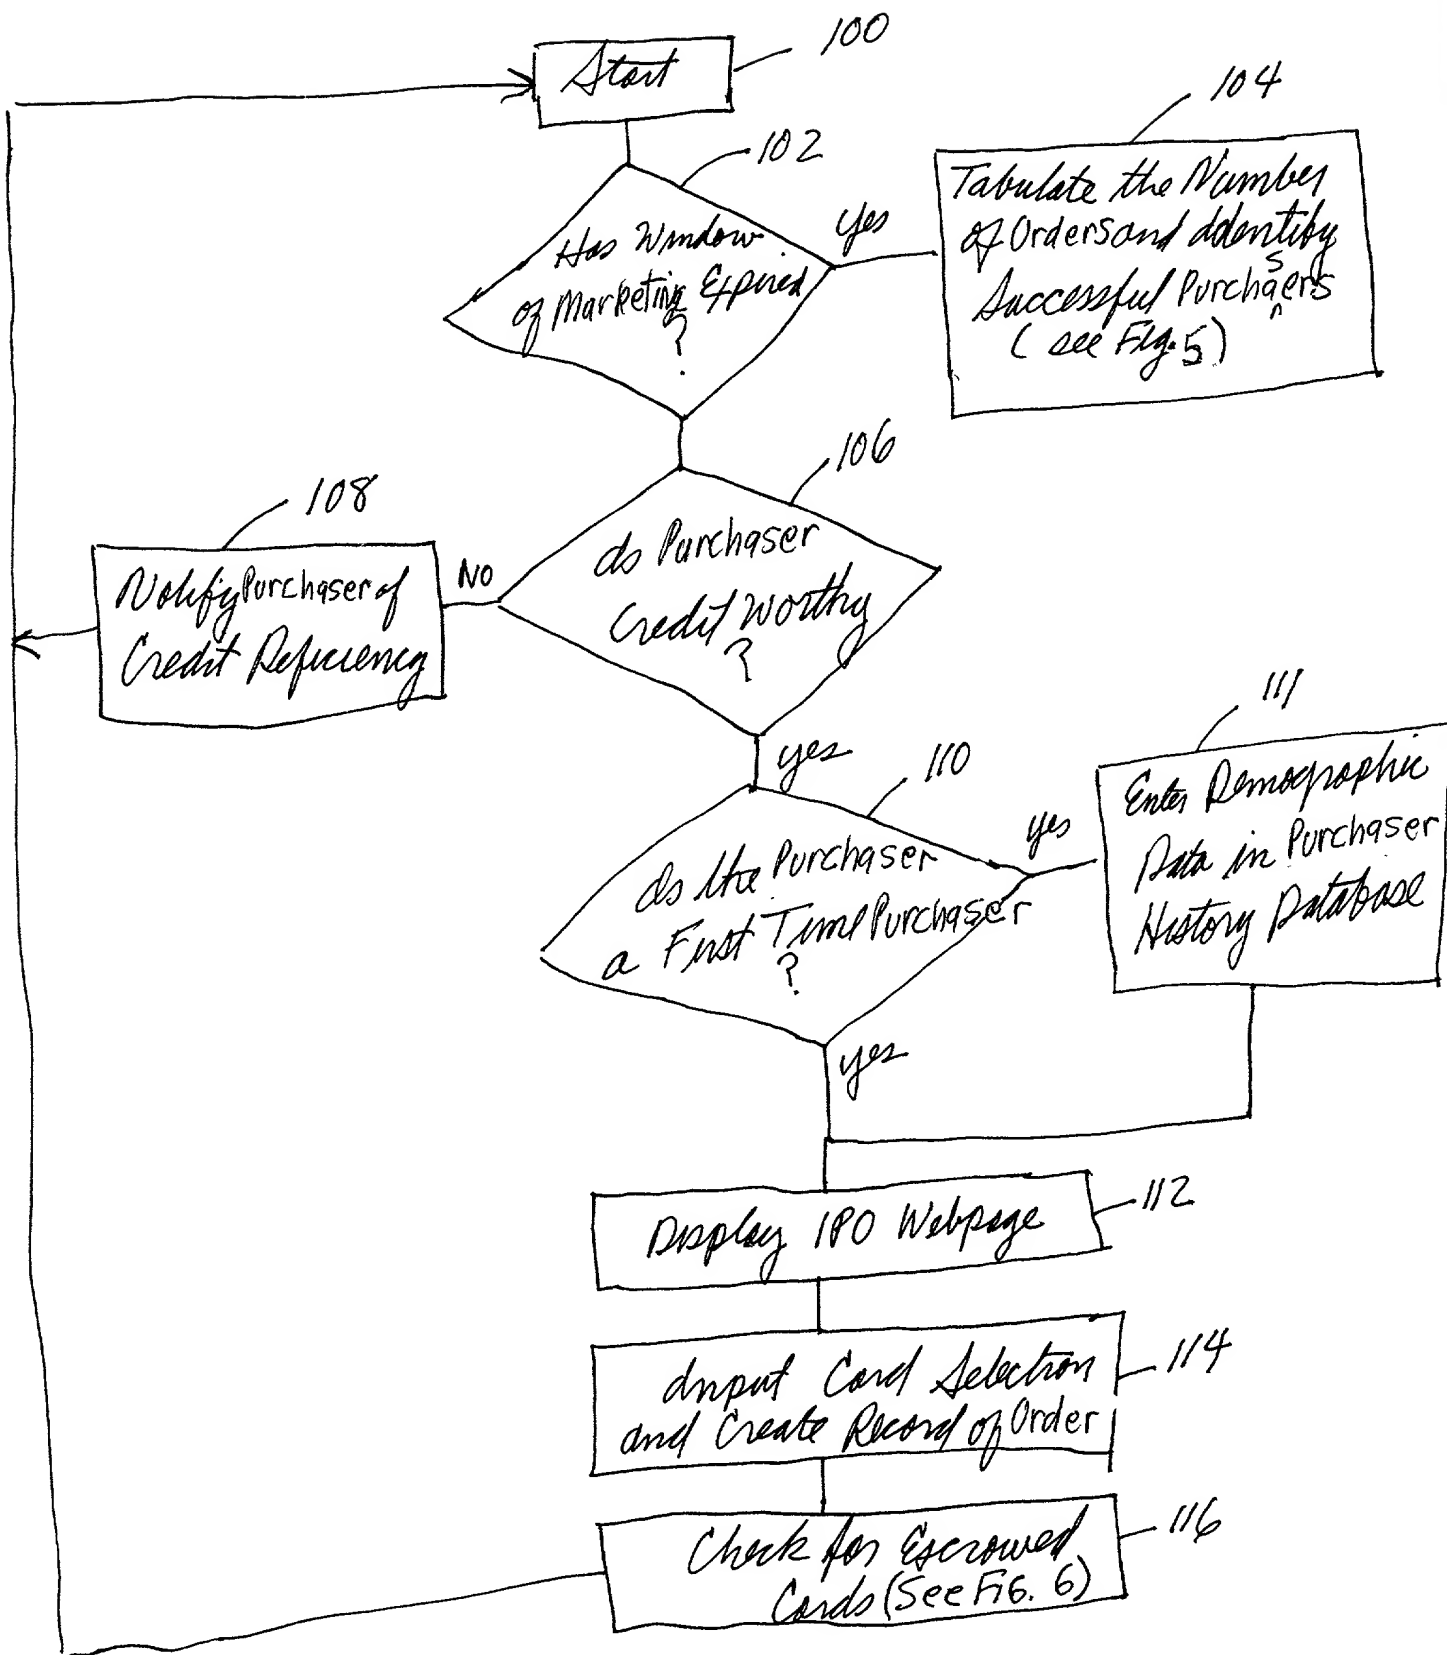 100
Start
102
Has Window
of Marketing Expired
?
yes
104
Tabulate the Number
of Orders and Identify
Successful Purchasers
(see Fig. 5)
106
Is Purchaser
Credit Worthy
?
NO
108
Notify Purchaser of
Credit Deficiency
yes
110
Is the Purchaser
a First Time Purchaser
?
yes
111
Enter Demographic
Data in Purchaser
History Database
yes
Display IPO Webpage
112
Input Card Selection
and Create Record of Order
114
Check for Escrowed
Cards (See FIG. 6)
116